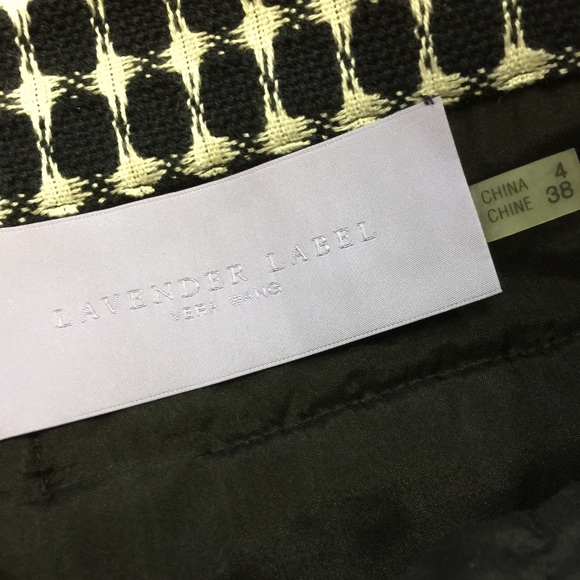 LAVENDER LABEL
VERA WANG
CHINA 4
CHINE 38